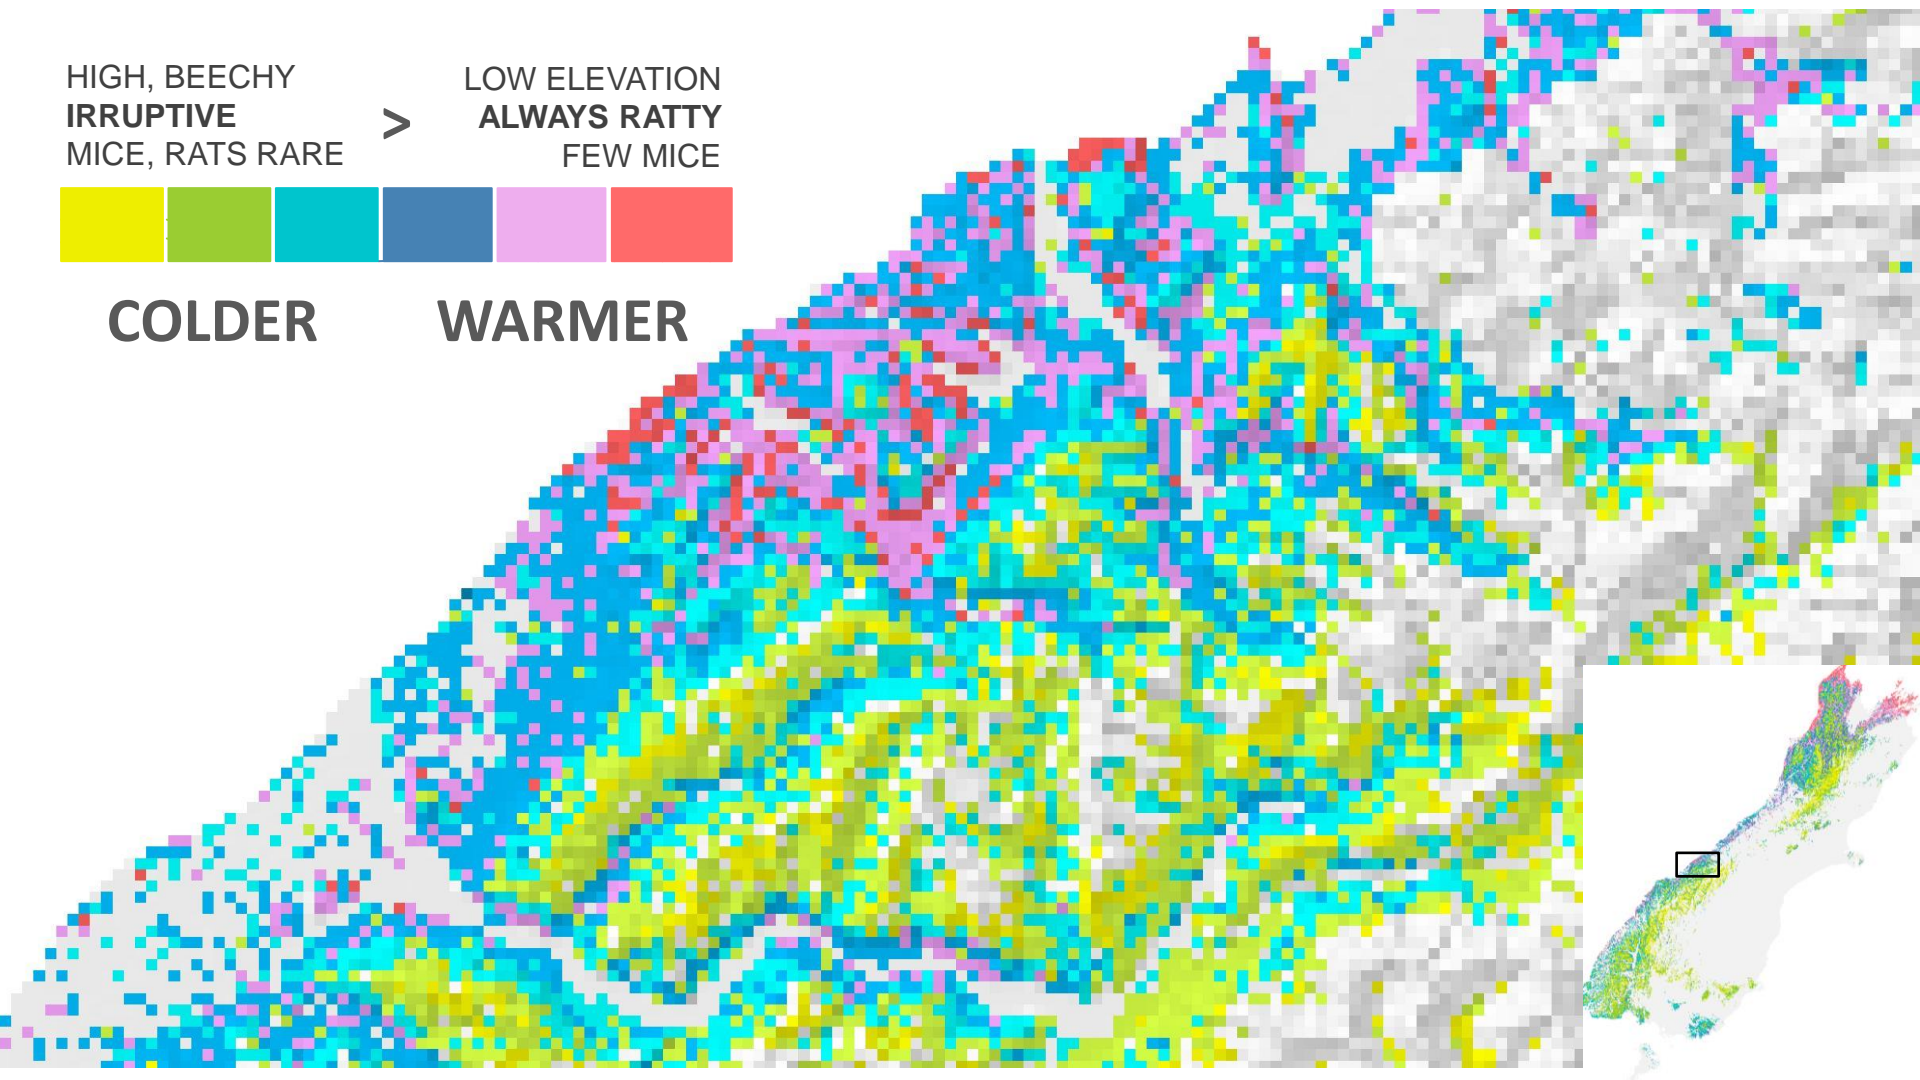 HIGH, BEECHY
IRRUPTIVE
MICE, RATS RARE
>
LOW ELEVATION
ALWAYS RATTY
FEW MICE
COLDER
WARMER